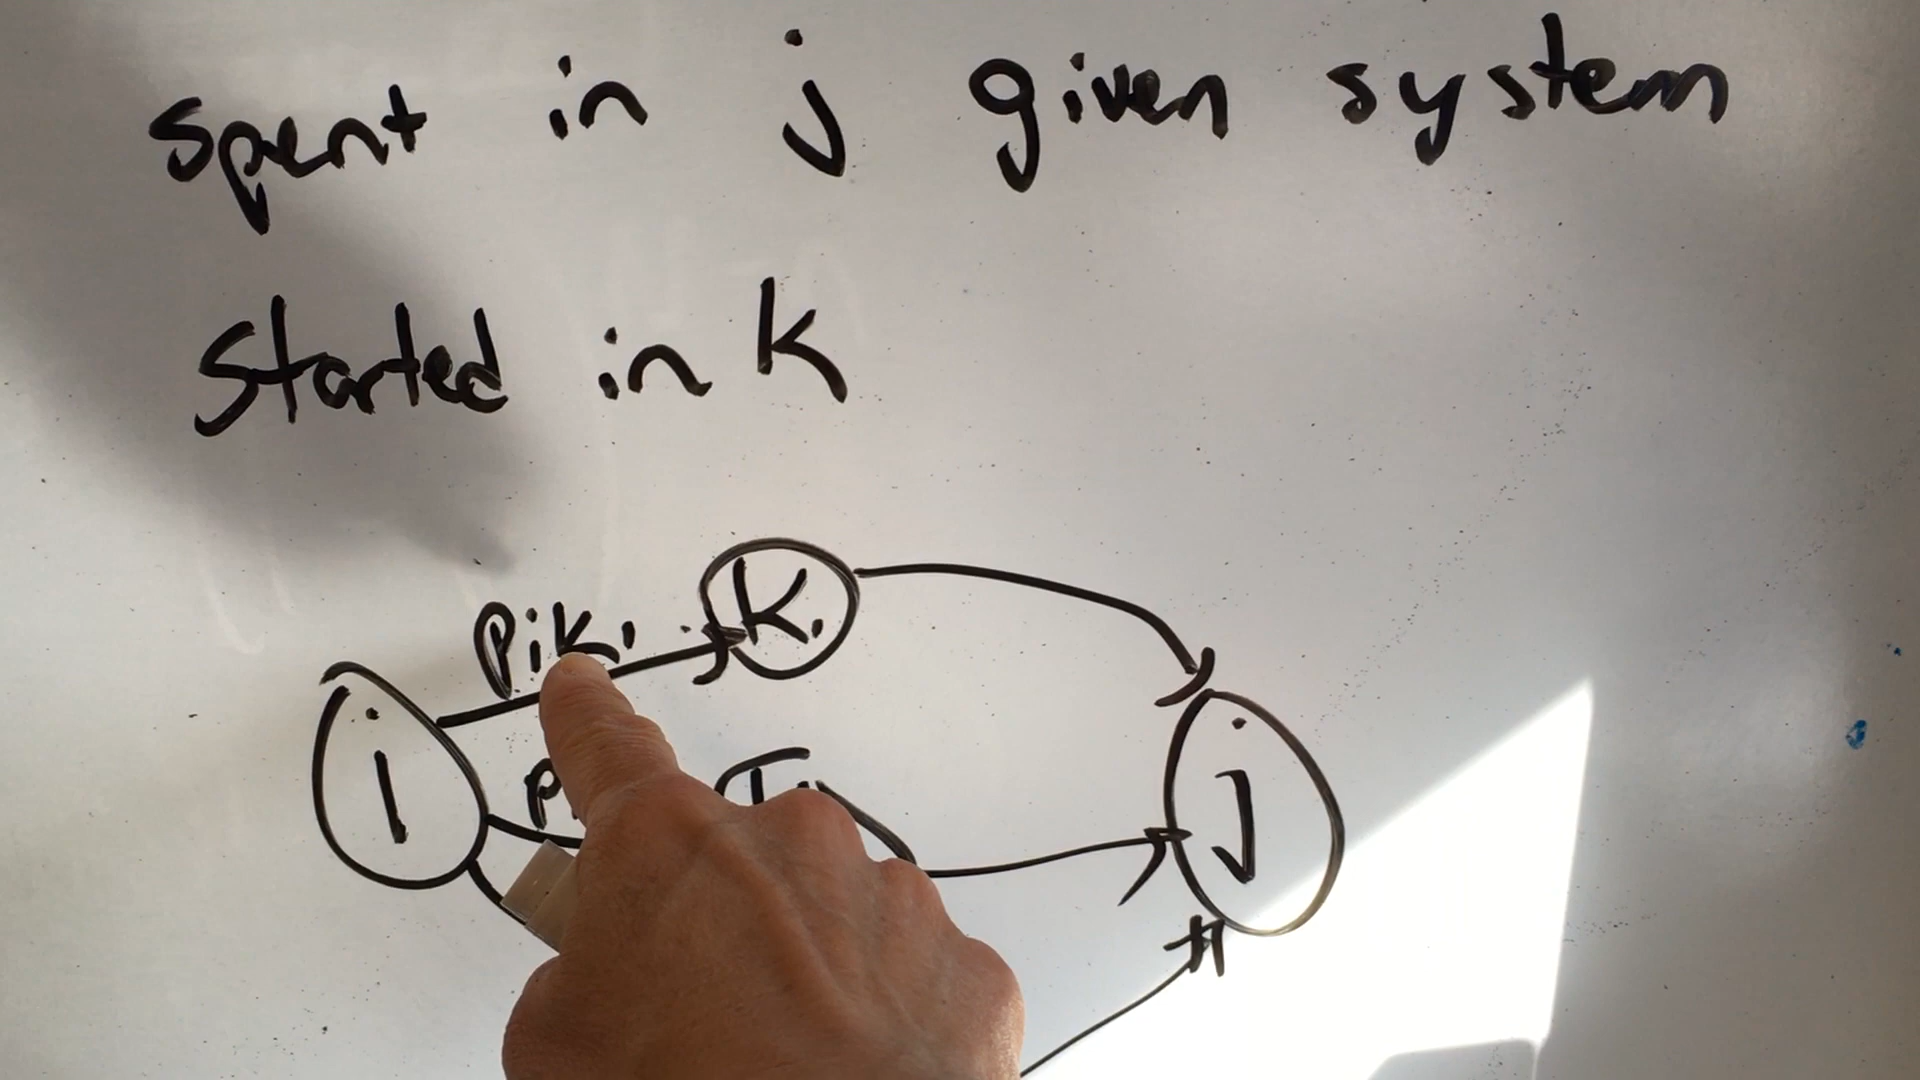 spent in j given system
started in k
Pik.
K.
i
j